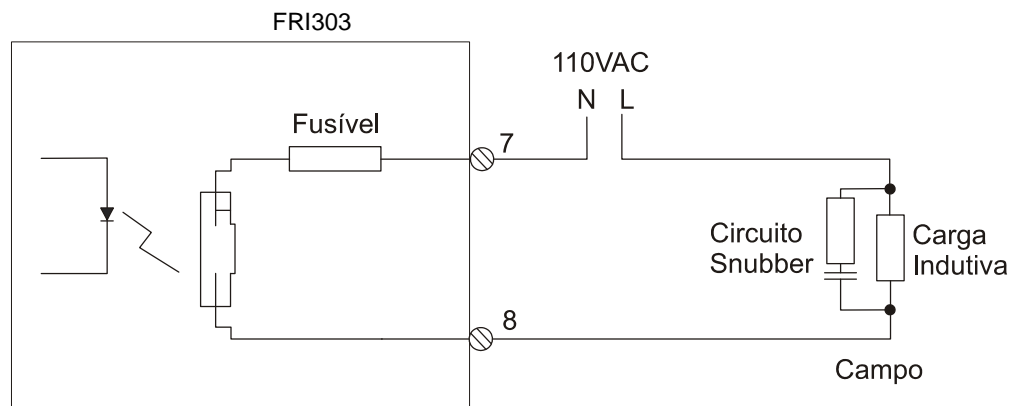 FRI303
110VAC
N L
Fusível
7
Circuito
Snubber
Carga
Indutiva
8
Campo